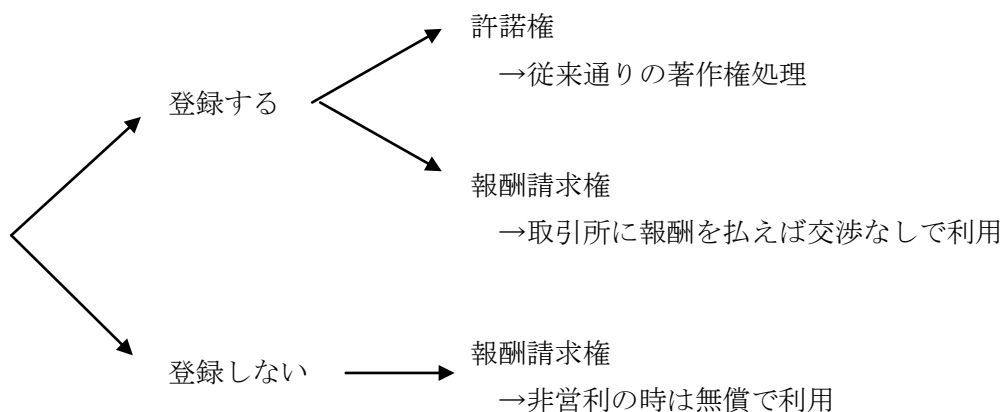 許諾権
→従来通りの著作権処理
登録する
報酬請求権
→取引所に報酬を払えば交渉なしで利用
登録しない
報酬請求権
→非営利の時は無償で利用